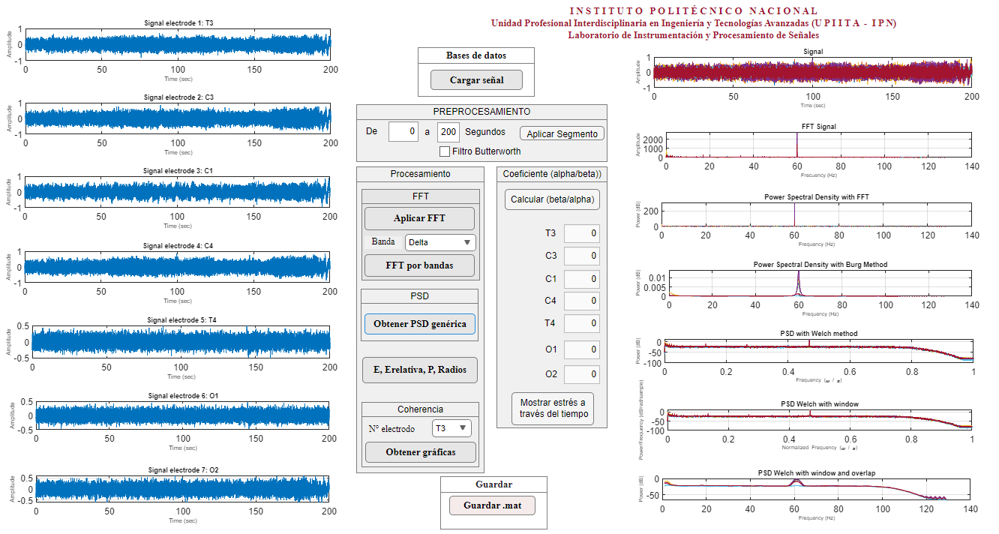 I N S T I T U T O   P O L I T É C N I C O   N A C I O N A L
Unidad Profesional Interdisciplinaria en Ingeniería y Tecnologías Avanzadas (U P I I T A  -  I P N)
Laboratorio de Instrumentación y Procesamiento de Señales
Signal electrode 1: T3
Amplitude
1
0
-1
0 50 100 150 200
Time (sec)
Signal electrode 2: C3
Amplitude
1
0
-1
0 50 100 150 200
Time (sec)
Signal electrode 3: C1
Amplitude
1
0
-1
0 50 100 150 200
Time (sec)
Signal electrode 4: C4
Amplitude
1
0
-1
0 50 100 150 200
Time (sec)
Signal electrode 5: T4
Amplitude
0.5
0
-0.5
0 50 100 150 200
Time (sec)
Signal electrode 6: O1
Amplitude
0.5
0
-0.5
0 50 100 150 200
Time (sec)
Signal electrode 7: O2
Amplitude
0.5
0
-0.5
0 50 100 150 200
Time (sec)
Bases de datos
Cargar señal
PREPROCESAMIENTO
De 0 a 200 Segundos Aplicar Segmento
Filtro Butterworth
Procesamiento
FFT
Aplicar FFT
Banda Delta
FFT por bandas
PSD
Obtener PSD genérica
E, Erelativa, P, Radios
Coherencia
N° electrodo T3
Obtener gráficas
Coeficiente (alpha/beta))
Calcular (beta/alpha)
T3 0
C3 0
C1 0
C4 0
T4 0
O1 0
O2 0
Mostrar estrés a
través del tiempo
Guardar
Guardar .mat
Signal
Amplitude
1
0
-1
0 50 100 150 200
Time (sec)
FFT Signal
Amplitude
2000
1000
0
0 20 40 60 80 100 120 140
Frecuency (Hz)
Power Spectral Density with FFT
Power (dB)
200
0
0 20 40 60 80 100 120 140
Frequency (Hz)
Power Spectral Density with Burg Method
Power (dB)
0.01
0.005
0
0 20 40 60 80 100 120 140
Frequency (Hz)
PSD with Welch method
Power (dB)
0
-50
-100
0 0.2 0.4 0.6 0.8 1
Frequency (ω / π)
PSD Welch with window
Power/Frequency (dB/rad/sample)
0
-50
-100
0 0.2 0.4 0.6 0.8 1
Normalized Frequency (ω / π)
PSD Welch with window and overlap
Power (dB)
0
-50
0 20 40 60 80 100 120 140
Frequency (Hz)